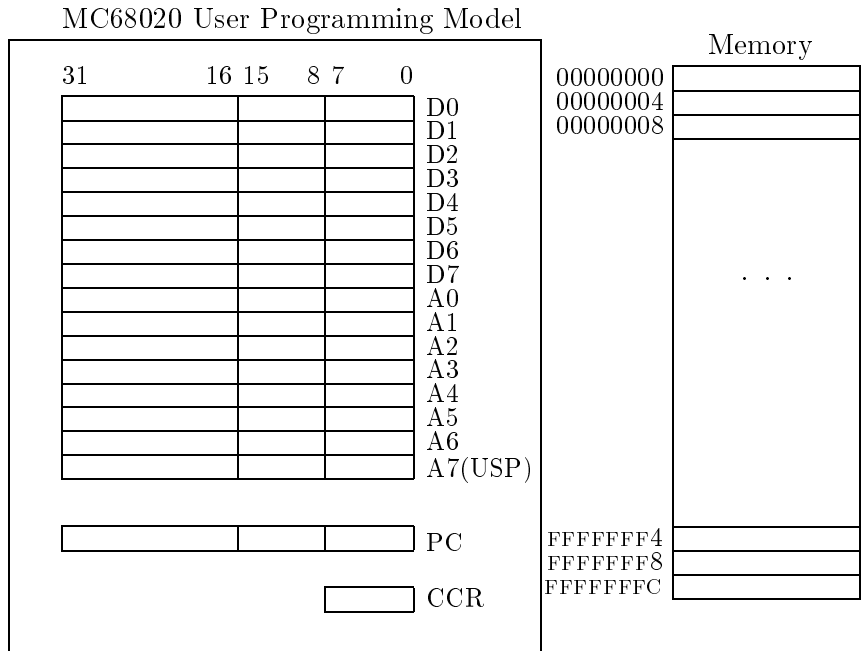 MC68020 User Programming Model
Memory
31 16 15 8 7 0
00000000
00000004
00000008
D0
D1
D2
D3
D4
D5
D6
D7
A0
A1
A2
A3
A4
A5
A6
A7(USP)
. . .
PC
CCR
FFFFFFF4
FFFFFFF8
FFFFFFFC